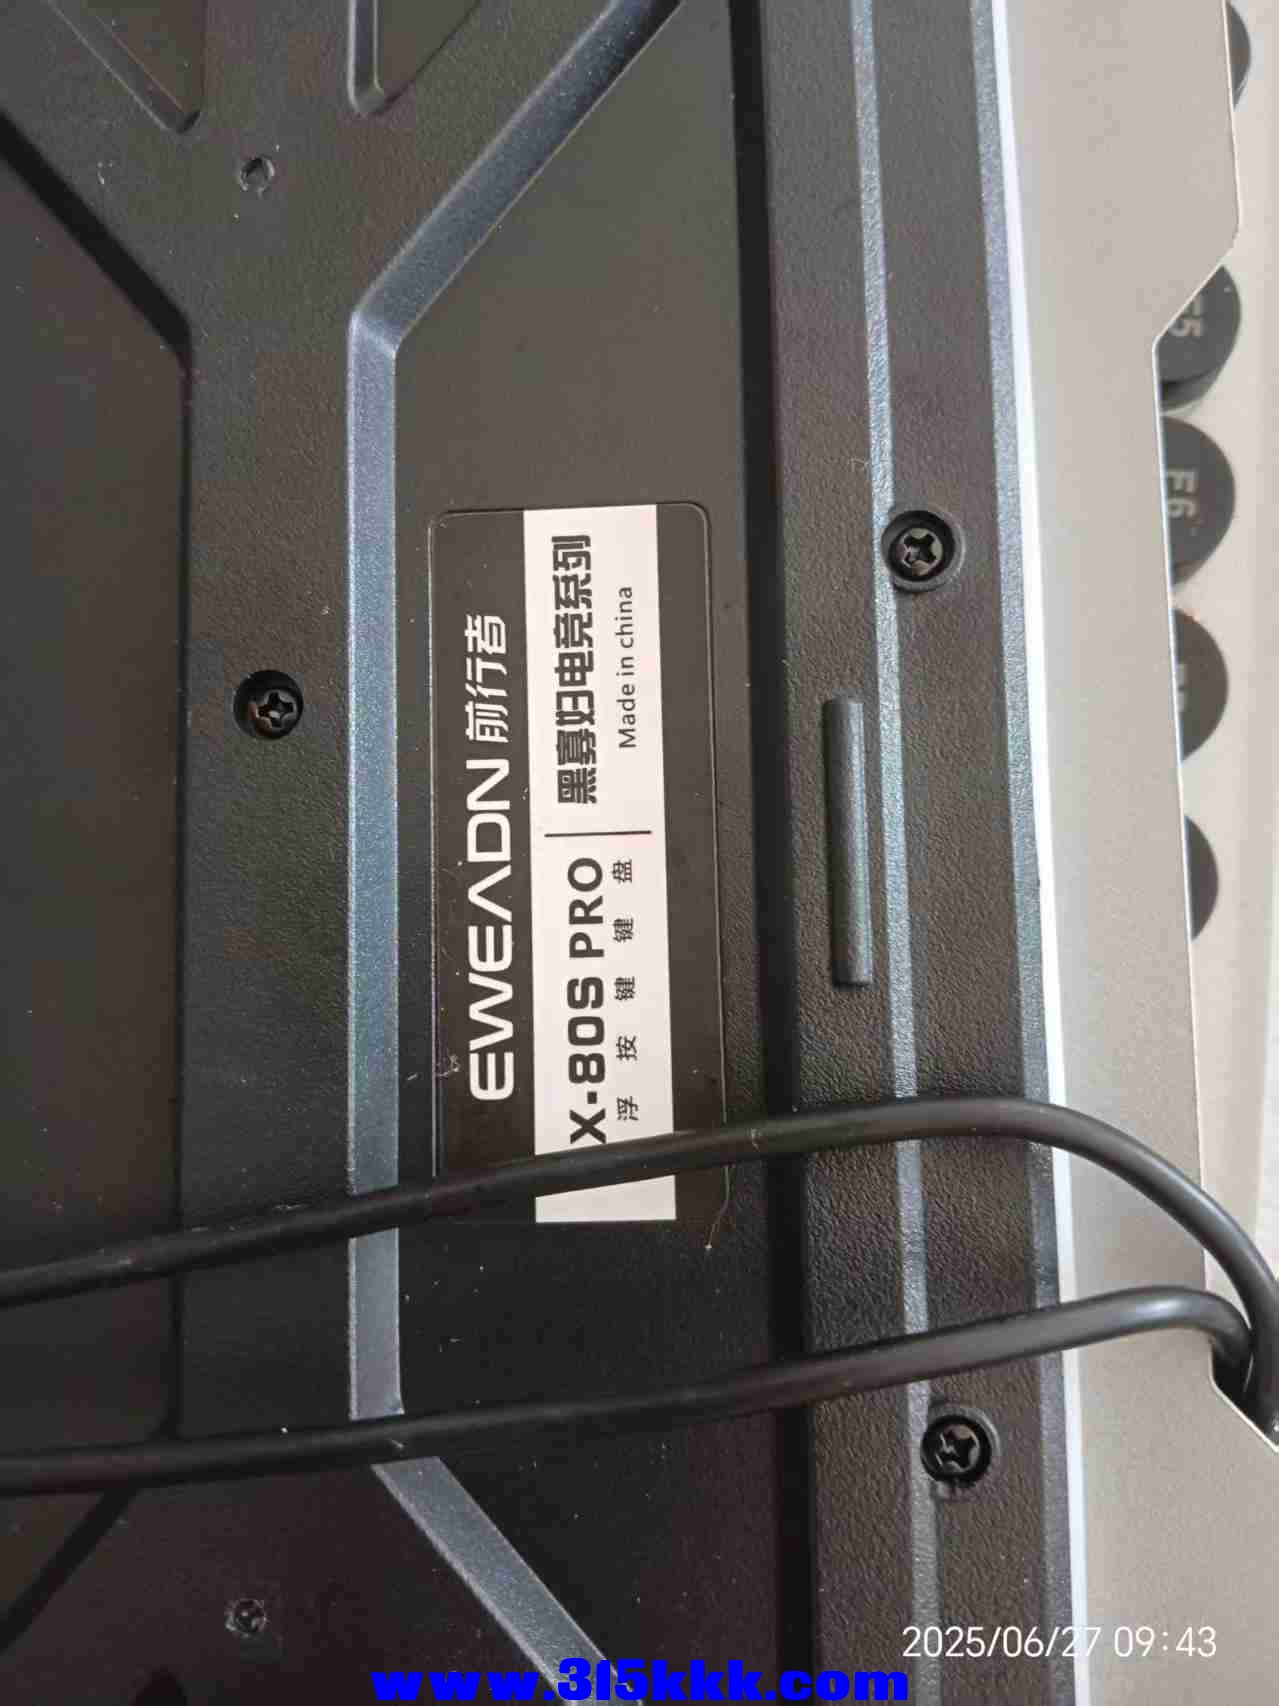 EWEADN 前行者
X-80S PRO
浮按键键盘
黑寡妇电竞系列
Made in china
F5
F6
2025/06/27 09:43
www.315kkk.com